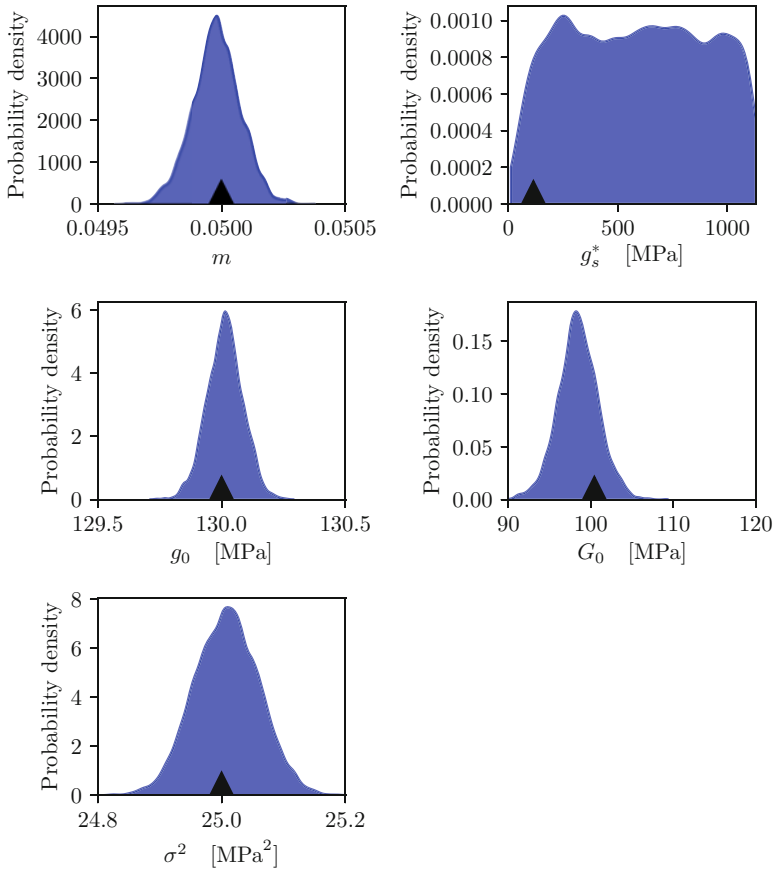 Probability density
4000
3000
2000
1000
0
0.0495 0.0500 0.0505
m
Probability density
0.0010
0.0008
0.0006
0.0004
0.0002
0.0000
0 500 1000
g_s^* [MPa]
Probability density
6
4
2
0
129.5 130.0 130.5
g_0 [MPa]
Probability density
0.15
0.10
0.05
0.00
90 100 110 120
G_0 [MPa]
Probability density
8
6
4
2
0
24.8 25.0 25.2
σ² [MPa²]